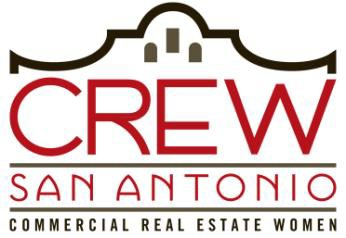 CREW
SAN ANTONIO
COMMERCIAL REAL ESTATE WOMEN